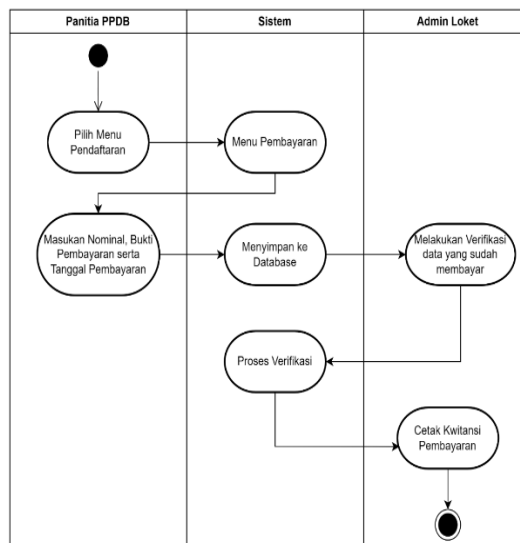 Panitia PPDB
Sistem
Admin Loket
Pilih Menu
Pendaftaran
Menu Pembayaran
Masukan Nominal, Bukti
Pembayaran serta
Tanggal Pembayaran
Menyimpan ke
Database
Melakukan Verifikasi
data yang sudah
membayar
Proses Verifikasi
Cetak Kwitansi
Pembayaran